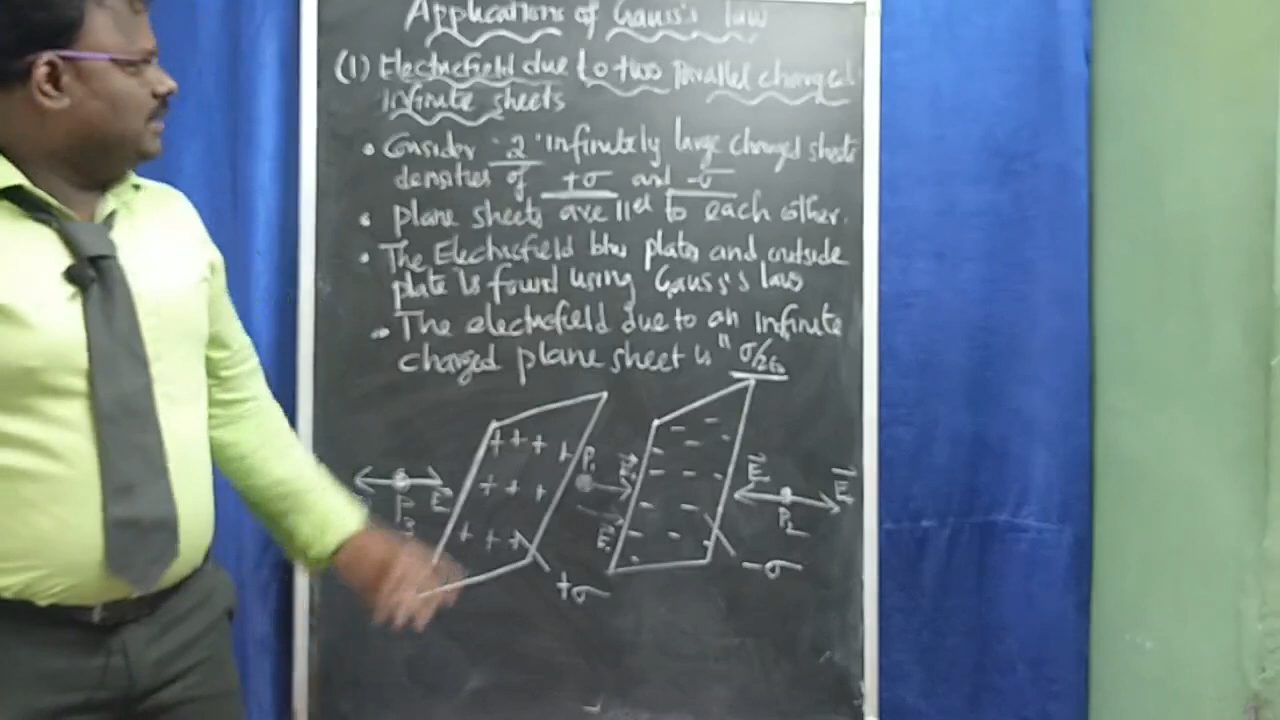 Applications of Gauss's law
(1) Electricfield due to two parallel charged
infinite sheets
• Consider "2" infinitely large charged sheets
densities of +σ and -σ
• plane sheets are 11el to each other.
• The Electricfield btw plates and outside
plate is found using Gauss's law
• The electricfield due to an infinite
charged plane sheet is " σ/2ε₀
+ + + +
+ + +
+ + +
P₃
E
P₁
E⃗
E⃗
+σ
- - - - - - - - - - - -
E⃗
E⃗
P₂
-σ